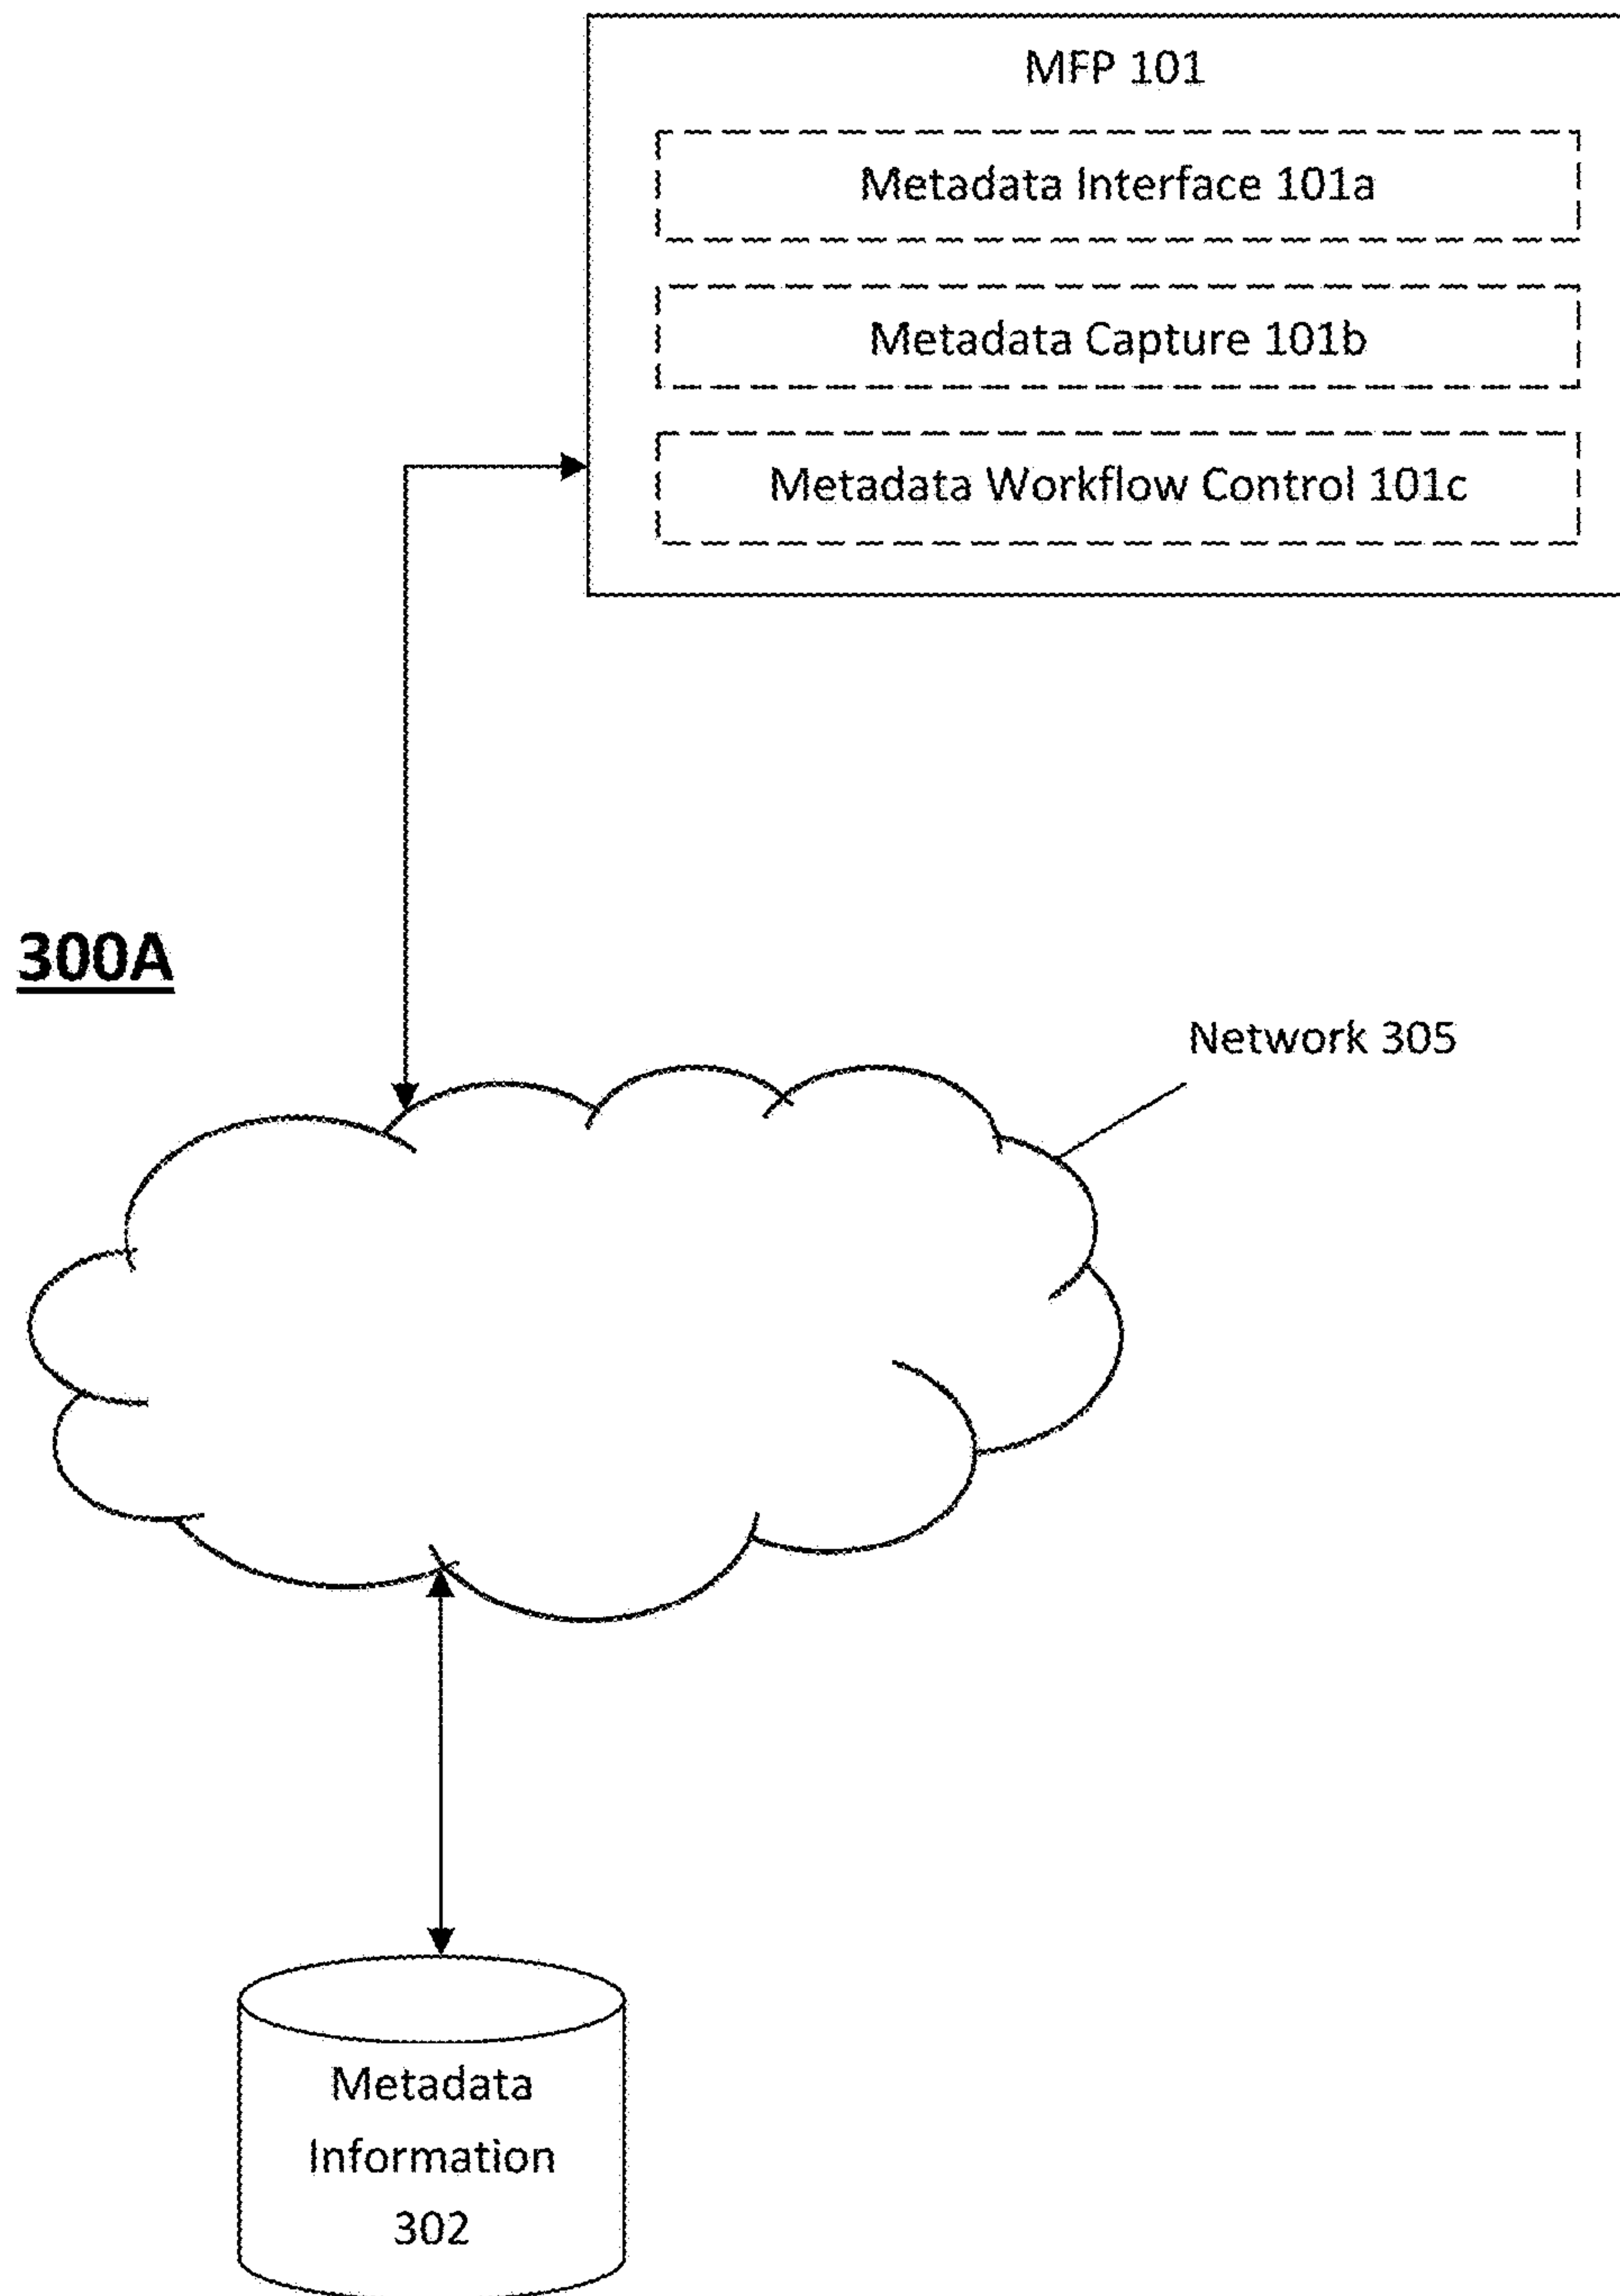 MFP 101
Metadata Interface 101a
Metadata Capture 101b
Metadata Workflow Control 101c
300A
Network 305
Metadata
Information
302